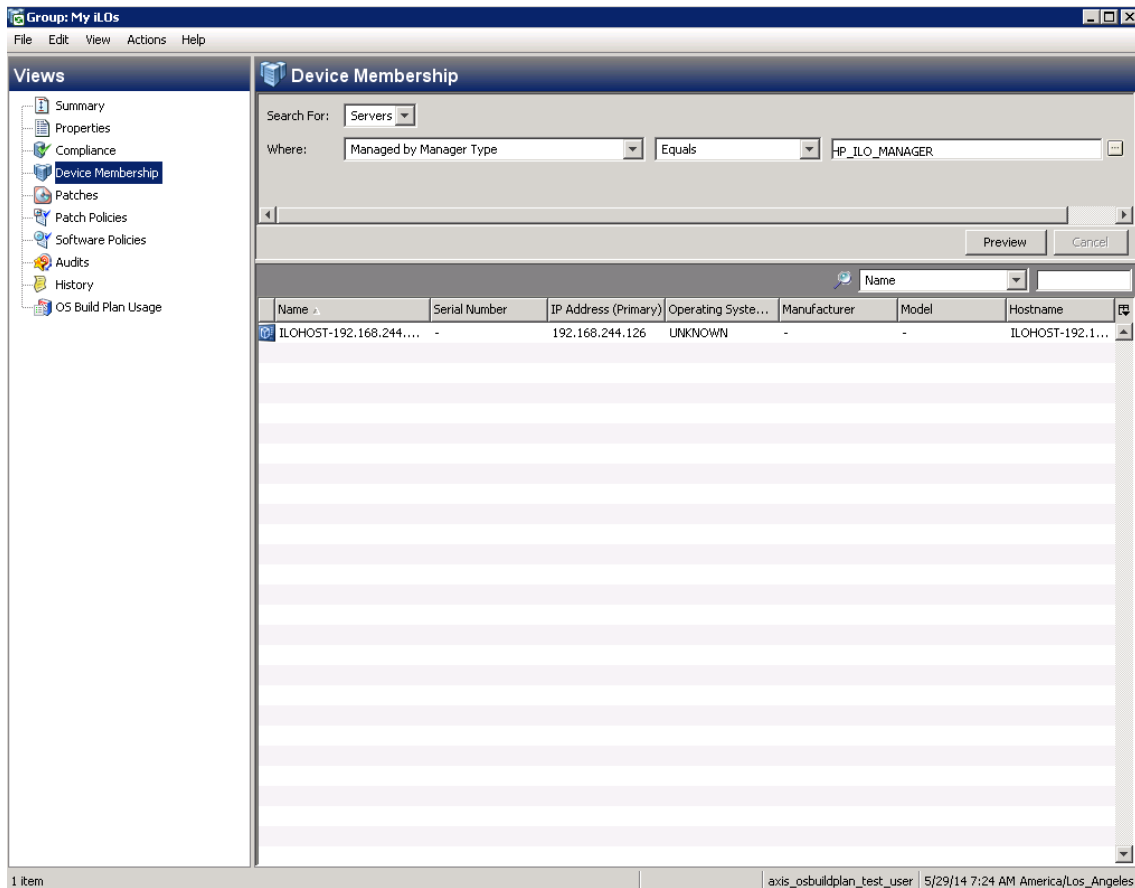 Group: My iLOs
File Edit View Actions Help
Views
Summary
Properties
Compliance
Device Membership
Patches
Patch Policies
Software Policies
Audits
History
OS Build Plan Usage
Device Membership
Search For: Servers
Where: Managed by Manager Type Equals HP_ILO_MANAGER
Preview Cancel
Name
Name Serial Number IP Address (Primary) Operating Syste... Manufacturer Model Hostname
ILOHOST-192.168.244.... - 192.168.244.126 UNKNOWN - - ILOHOST-192.1...
1 item axis_osbuildplan_test_user 5/29/14 7:24 AM America/Los_Angeles